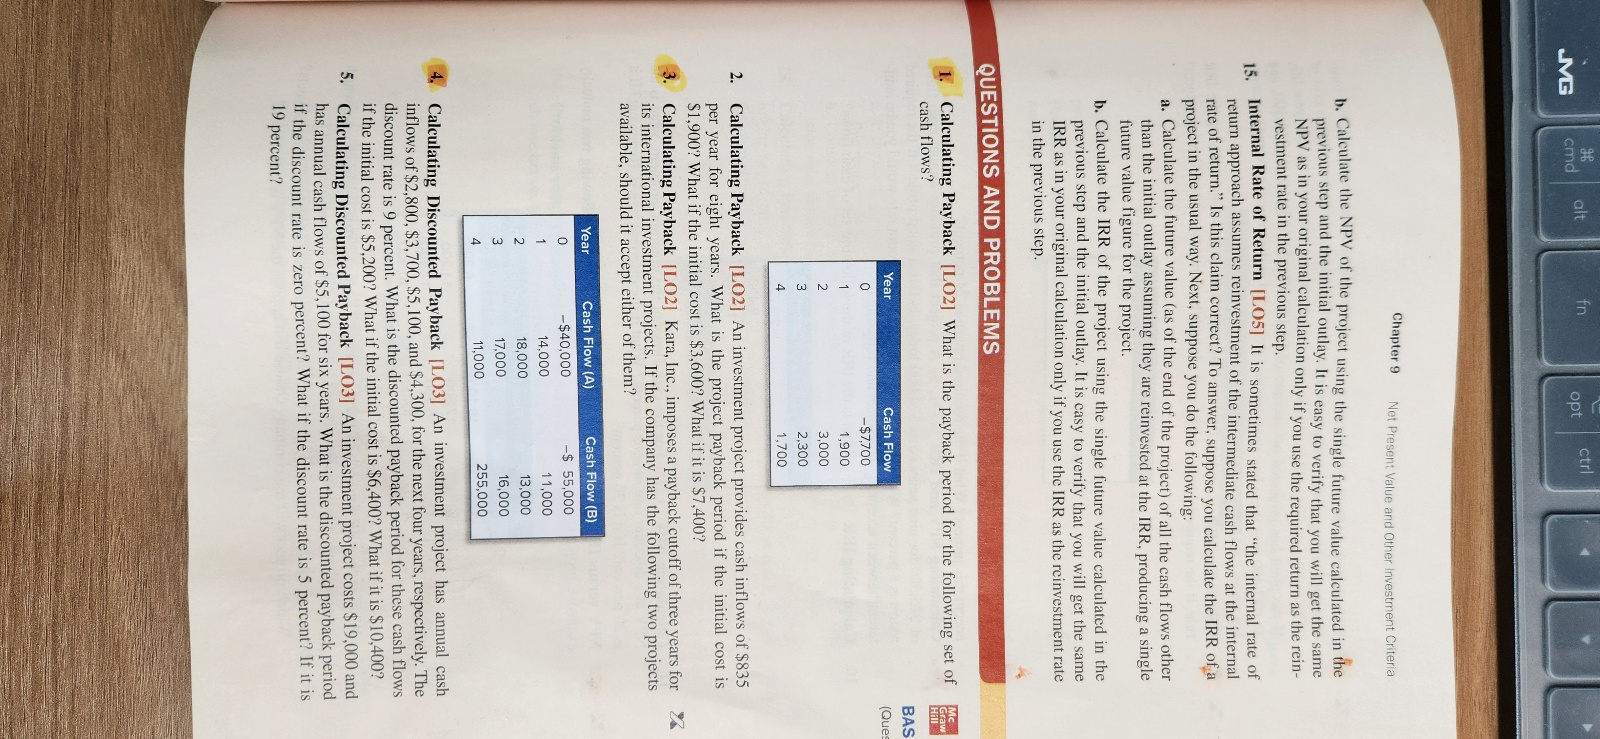 Chapter 9 Net Present Value and Other Investment Criteria
b. Calculate the NPV of the project using the single future value calculated in the
previous step and the initial outlay. It is easy to verify that you will get the same
NPV as in your original calculation only if you use the required return as the rein-
vestment rate in the previous step.
15. Internal Rate of Return [LO5] It is sometimes stated that "the internal rate of
return approach assumes reinvestment of the intermediate cash flows at the internal
rate of return." Is this claim correct? To answer, suppose you calculate the IRR of a
project in the usual way. Next, suppose you do the following:
a. Calculate the future value (as of the end of the project) of all the cash flows other
than the initial outlay assuming they are reinvested at the IRR, producing a single
future value figure for the project.
b. Calculate the IRR of the project using the single future value calculated in the
previous step and the initial outlay. It is easy to verify that you will get the same
IRR as in your original calculation only if you use the IRR as the reinvestment rate
in the previous step.
QUESTIONS AND PROBLEMS
Mc
Graw
Hill
BAS
(Ques
1. Calculating Payback [LO2] What is the payback period for the following set of
cash flows?
Year Cash Flow
0 −$7,700
1 1,900
2 3,000
3 2,300
4 1,700
2. Calculating Payback [LO2] An investment project provides cash inflows of $835
per year for eight years. What is the project payback period if the initial cost is
$1,900? What if the initial cost is $3,600? What if it is $7,400?
3. Calculating Payback [LO2] Kara, Inc., imposes a payback cutoff of three years for
its international investment projects. If the company has the following two projects
available, should it accept either of them?
Year Cash Flow (A) Cash Flow (B)
0 −$40,000 −$ 55,000
1 14,000 11,000
2 18,000 13,000
3 17,000 16,000
4 11,000 255,000
4. Calculating Discounted Payback [LO3] An investment project has annual cash
inflows of $2,800, $3,700, $5,100, and $4,300, for the next four years, respectively. The
discount rate is 9 percent. What is the discounted payback period for these cash flows
if the initial cost is $5,200? What if the initial cost is $6,400? What if it is $10,400?
5. Calculating Discounted Payback [LO3] An investment project costs $19,000 and
has annual cash flows of $5,100 for six years. What is the discounted payback period
if the discount rate is zero percent? What if the discount rate is 5 percent? If it is
19 percent?
JMG
⌘
cmd
alt
fn
opt
ctrl